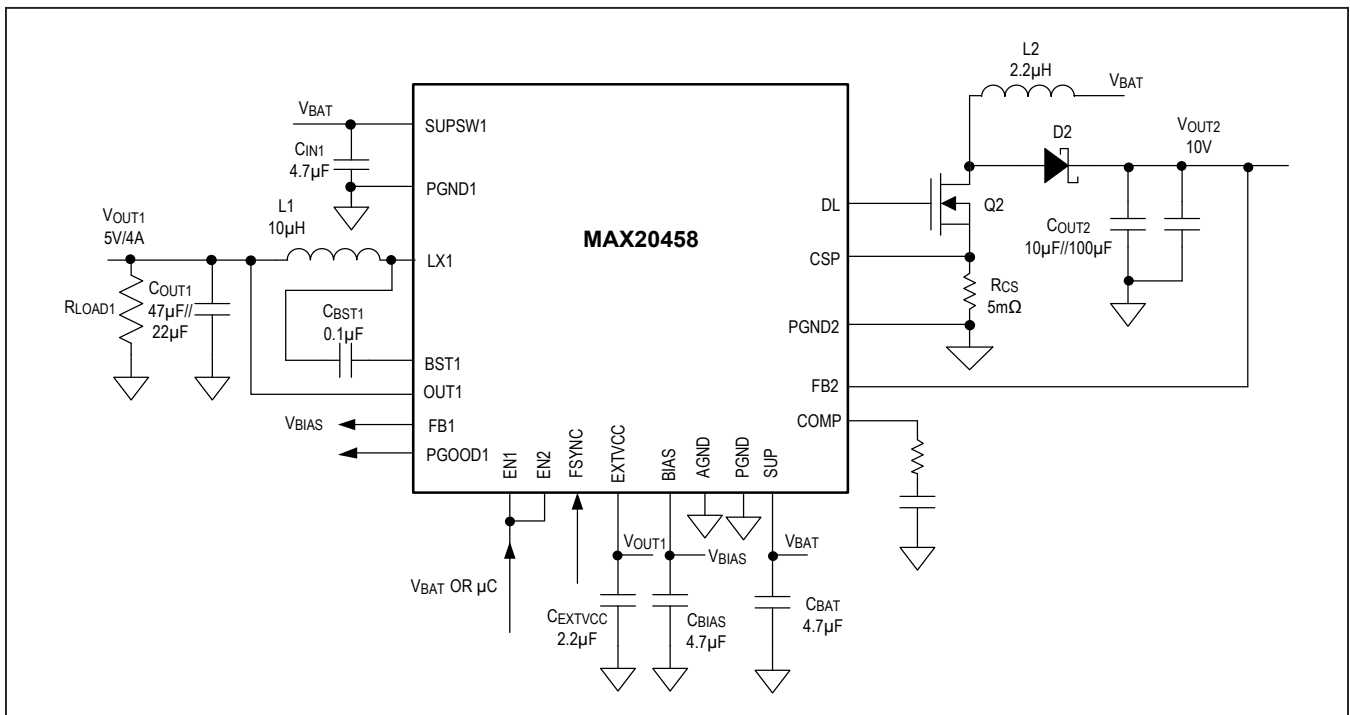 L2
2.2µH
VBAT
VBAT
SUPSW1
CIN1
4.7µF
PGND1
D2
VOUT2
10V
L1
10µH
VOUT1
5V/4A
MAX20458
DL
Q2
LX1
CSP
COUT2
10µF//100µF
RLOAD1
COUT1
47µF//
22µF
CBST1
0.1µF
RCS
5mΩ
PGND2
BST1
OUT1
FB2
VBIAS
FB1
COMP
PGOOD1
EN1
EN2
FSYNC
EXTVCC
BIAS
AGND
PGND
SUP
VOUT1
VBIAS
VBAT
VBAT OR µC
CEXTVCC
2.2µF
CBIAS
4.7µF
CBAT
4.7µF